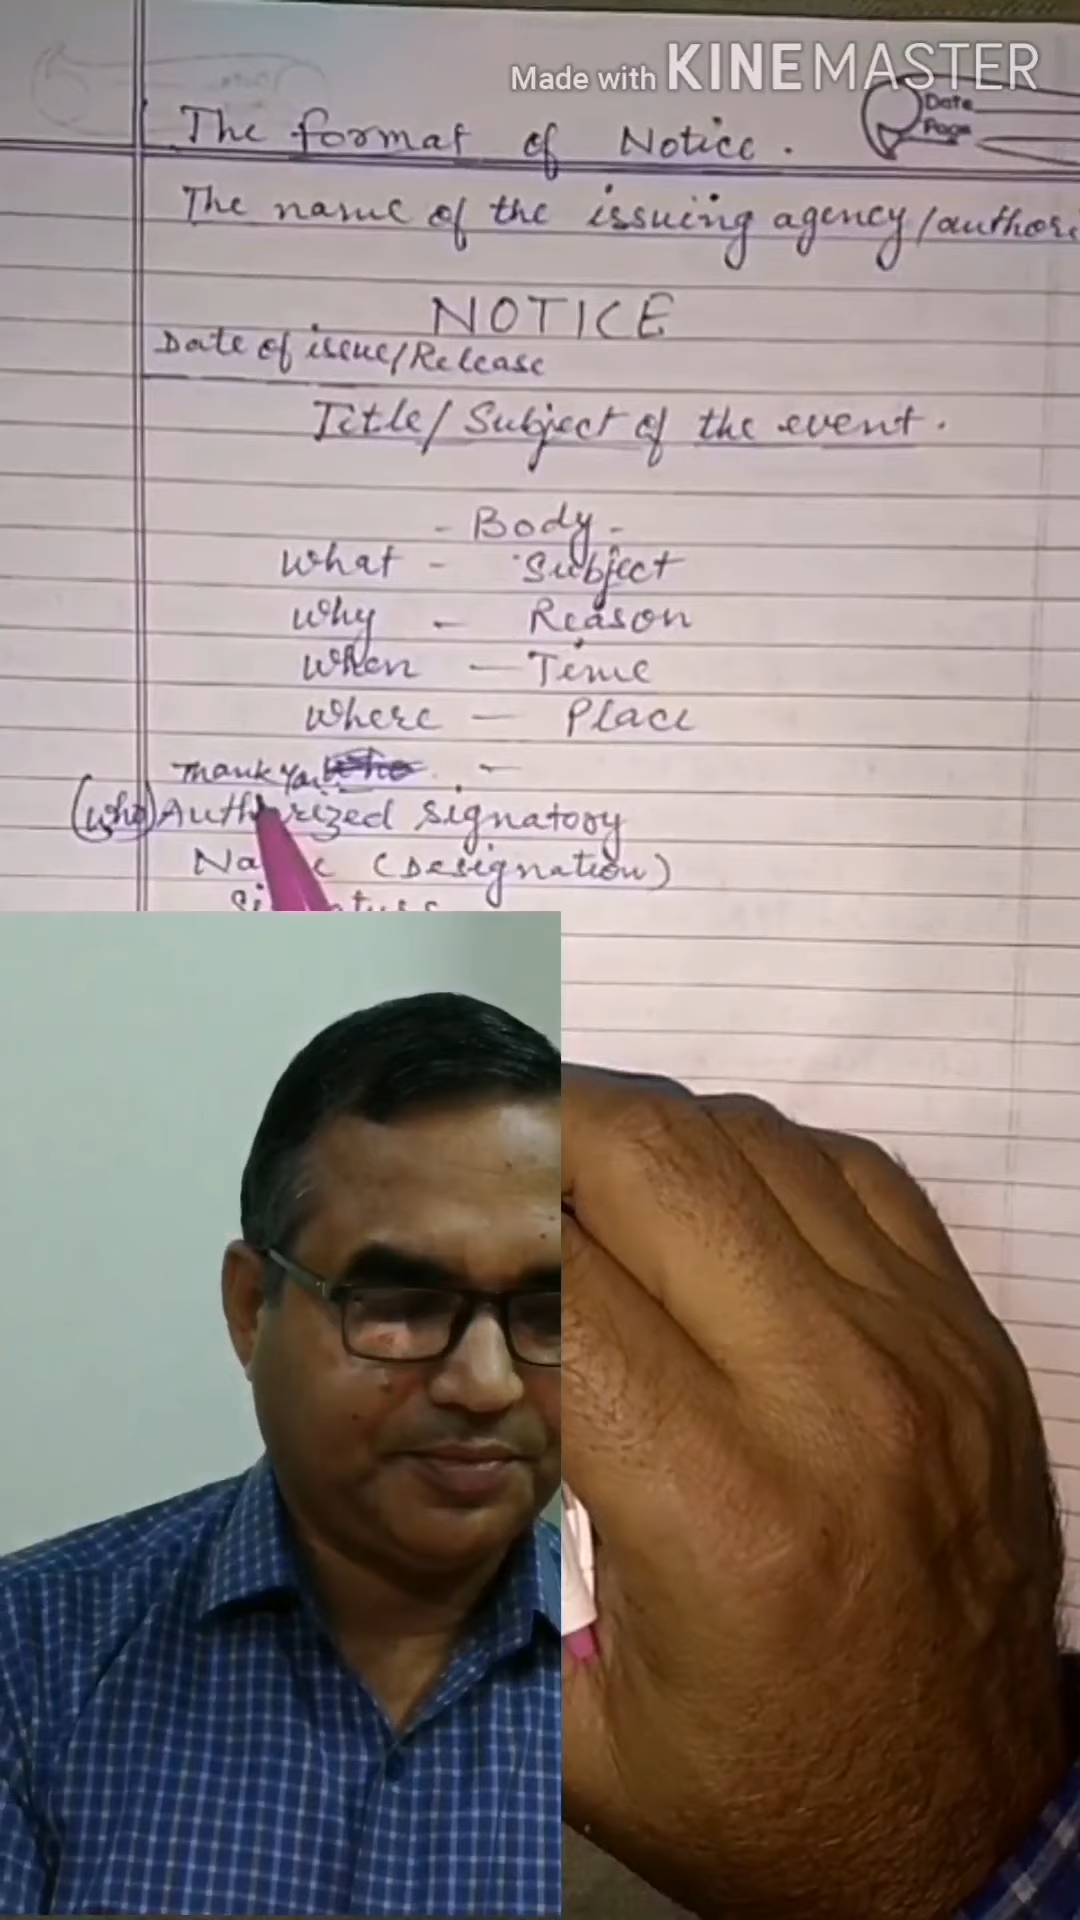 Made with KINEMASTER
Date
Page
The format of Notice.
The name of the issuing agency/authori
NOTICE
Date of issue/Release
Title/Subject of the event.
- Body -
What - Subject
Why - Reason
When - Time
Where - Place
Thank You -
(who) Authorized signatory
(Designation)